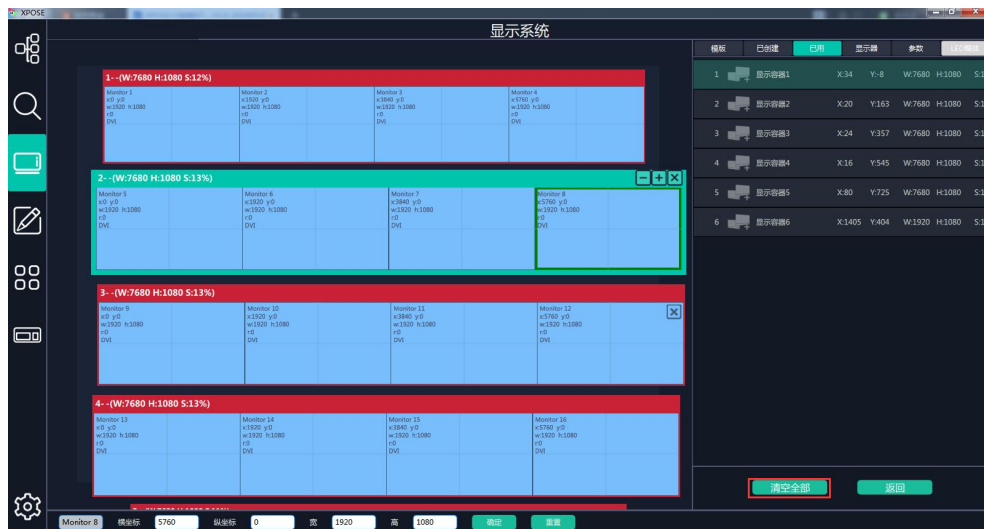 XPOSE
显示系统
模版 已创建 已用 显示器 参数
1 显示容器1 X:34 Y:-8 W:7680 H:1080 S:1
2 显示容器2 X:20 Y:163 W:7680 H:1080 S:1
3 显示容器3 X:24 Y:357 W:7680 H:1080 S:1
4 显示容器4 X:16 Y:545 W:7680 H:1080 S:1
5 显示容器5 X:80 Y:725 W:7680 H:1080 S:1
6 显示容器6 X:1405 Y:404 W:1920 H:1080 S:1
清空全部 返回
1- -(W:7680 H:1080 S:12%)
Monitor 1
x:0 y:0
w:1920 h:1080
r:0
DVI
Monitor 2
x:1920 y:0
w:1920 h:1080
r:0
DVI
Monitor 3
x:3840 y:0
w:1920 h:1080
r:0
DVI
Monitor 4
x:5760 y:0
w:1920 h:1080
r:0
DVI
2- -(W:7680 H:1080 S:13%)
Monitor 5
x:0 y:0
w:1920 h:1080
r:0
DVI
Monitor 6
x:1920 y:0
w:1920 h:1080
r:0
DVI
Monitor 7
x:3840 y:0
w:1920 h:1080
r:0
DVI
Monitor 8
x:5760 y:0
w:1920 h:1080
r:0
DVI
3- -(W:7680 H:1080 S:13%)
Monitor 9
x:0 y:0
w:1920 h:1080
r:0
DVI
Monitor 10
x:1920 y:0
w:1920 h:1080
r:0
DVI
Monitor 11
x:3840 y:0
w:1920 h:1080
r:0
DVI
Monitor 12
x:5760 y:0
w:1920 h:1080
r:0
DVI
4- -(W:7680 H:1080 S:13%)
Monitor 13
x:0 y:0
w:1920 h:1080
r:0
DVI
Monitor 14
x:1920 y:0
w:1920 h:1080
r:0
DVI
Monitor 15
x:3840 y:0
w:1920 h:1080
r:0
DVI
Monitor 16
x:5760 y:0
w:1920 h:1080
r:0
DVI
Monitor 8 横坐标 5760 纵坐标 0 宽 1920 高 1080 确定 重置